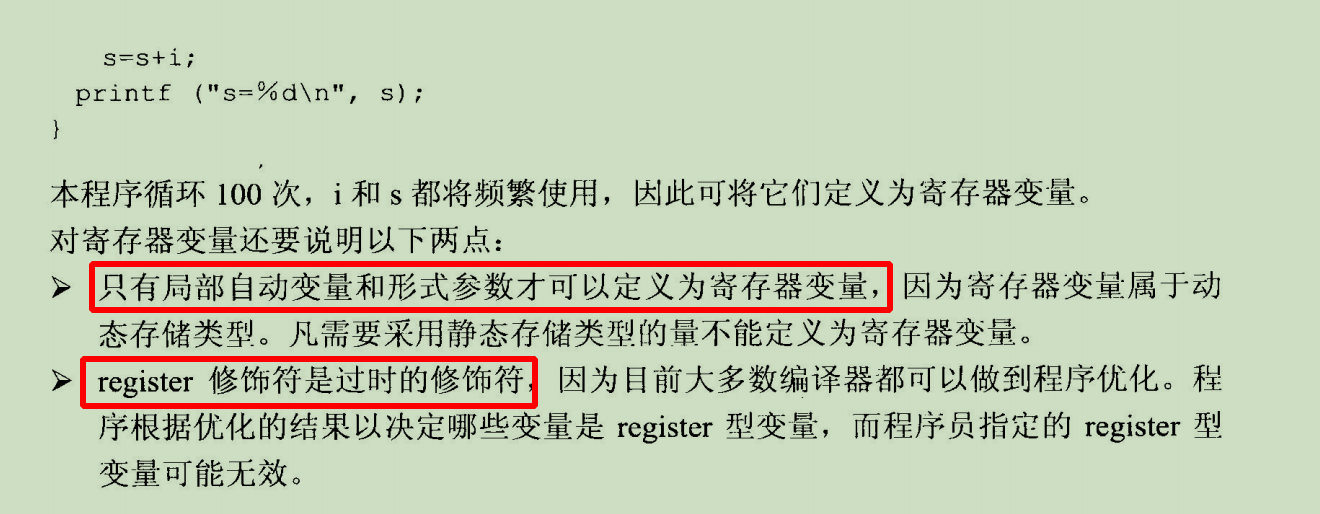 s=s+i;
printf ("s=%d\n", s);
}
本程序循环 100 次，i 和 s 都将频繁使用，因此可将它们定义为寄存器变量。
对寄存器变量还要说明以下两点：
➢ 只有局部自动变量和形式参数才可以定义为寄存器变量，因为寄存器变量属于动
态存储类型。凡需要采用静态存储类型的量不能定义为寄存器变量。
➢ register 修饰符是过时的修饰符，因为目前大多数编译器都可以做到程序优化。程
序根据优化的结果以决定哪些变量是 register 型变量，而程序员指定的 register 型
变量可能无效。